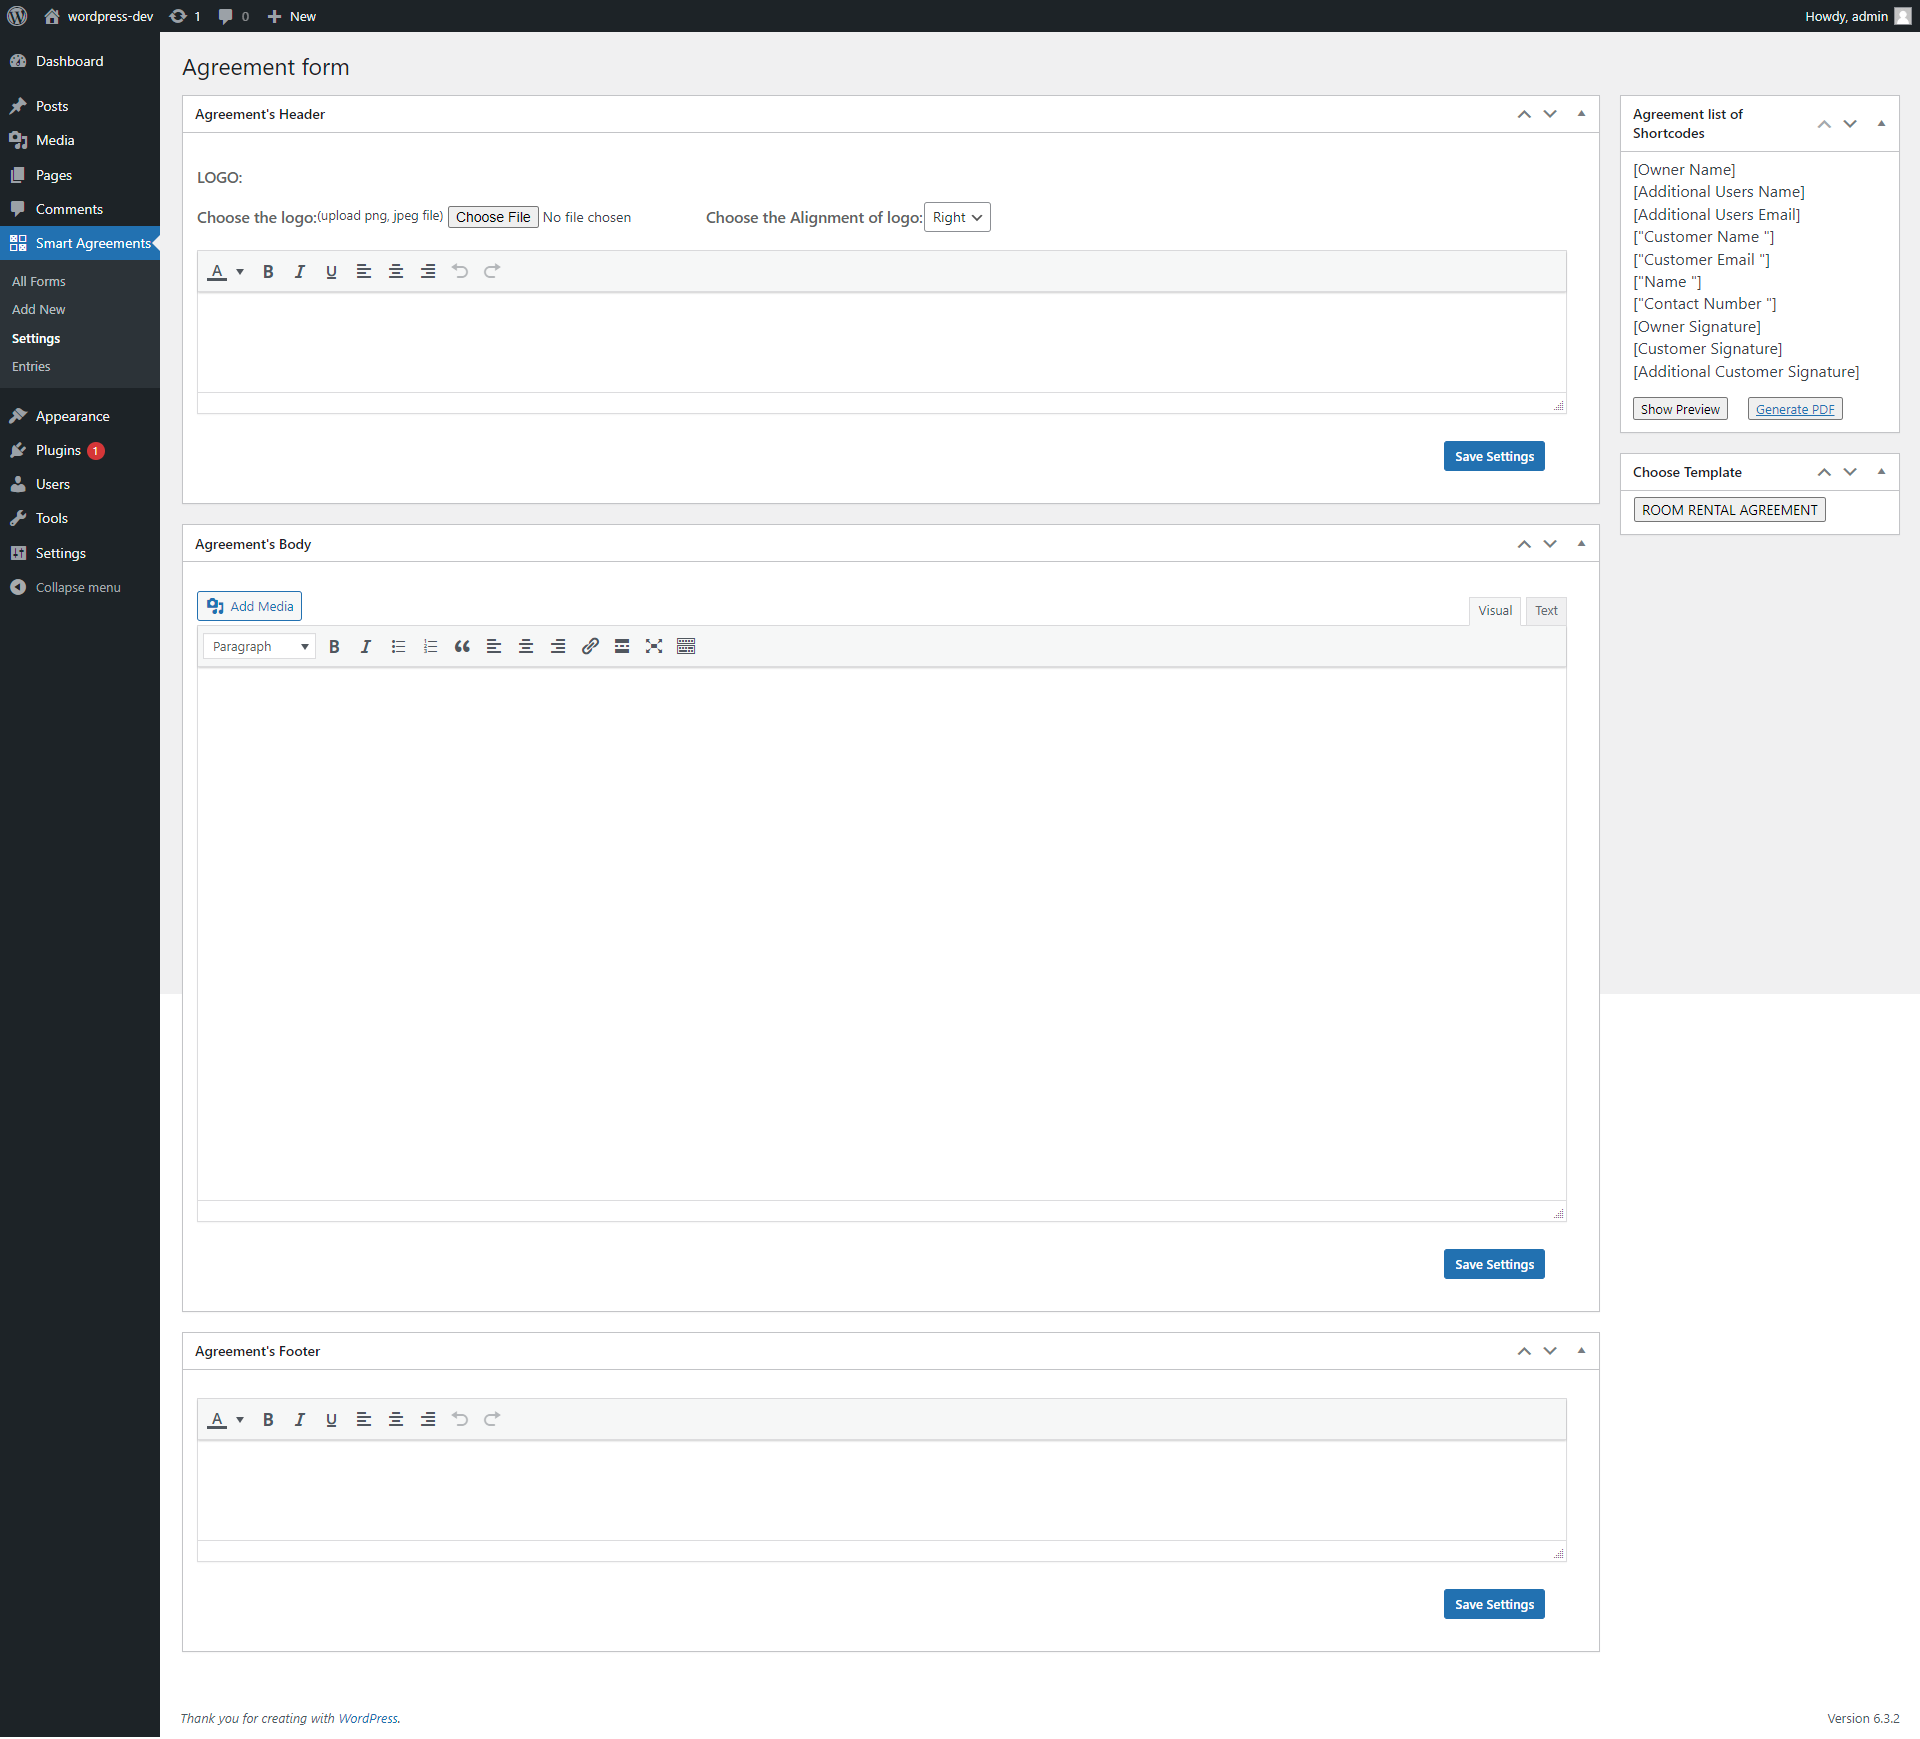 wordpress-dev 1 0 New Howdy, admin
Dashboard
Posts
Media
Pages
Comments
Smart Agreements
All Forms
Add New
Settings
Entries
Appearance
Plugins 1
Users
Tools
Settings
Collapse menu
Agreement form
Agreement's Header
LOGO:
Choose the logo:(upload png, jpeg file) Choose File No file chosen Choose the Alignment of logo: Right
A B I U
Save Settings
Agreement's Body
Add Media
Visual Text
Paragraph B I
Save Settings
Agreement's Footer
A B I U
Save Settings
Agreement list of
Shortcodes
[Owner Name]
[Additional Users Name]
[Additional Users Email]
["Customer Name "]
["Customer Email "]
["Name "]
["Contact Number "]
[Owner Signature]
[Customer Signature]
[Additional Customer Signature]
Show Preview Generate PDF
Choose Template
ROOM RENTAL AGREEMENT
Thank you for creating with WordPress.
Version 6.3.2